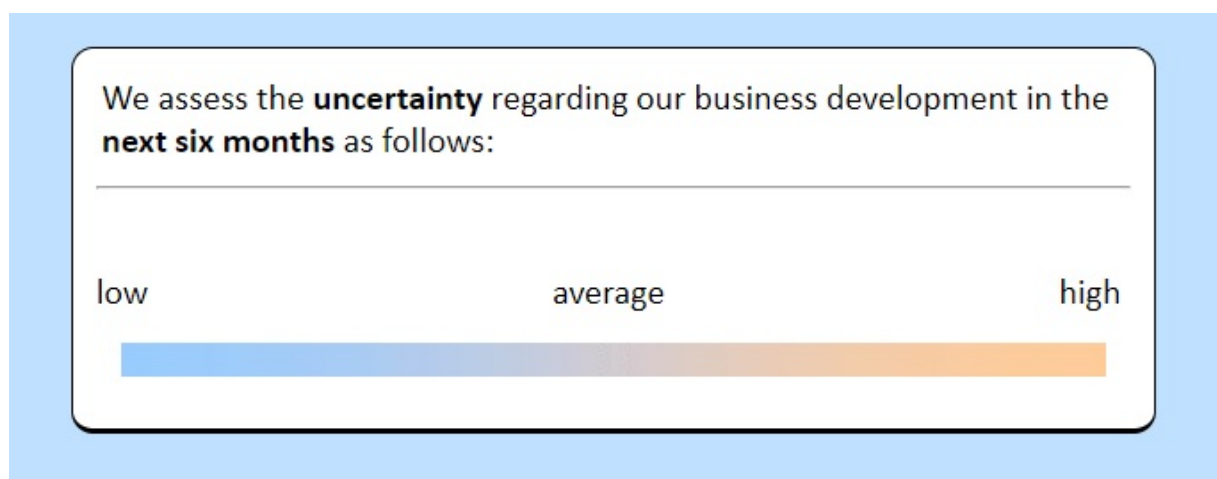 We assess the uncertainty regarding our business development in the
next six months as follows:
low average high